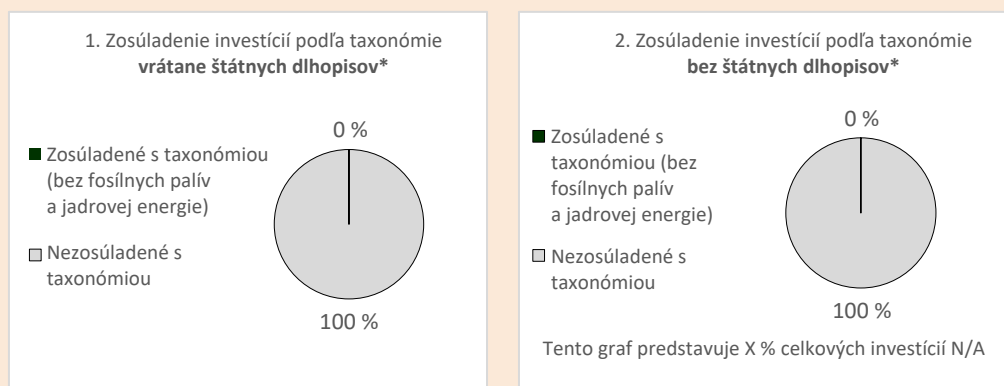 1. Zosúladenie investícií podľa taxonómie
vrátane štátnych dlhopisov*
0 %
Zosúladené s taxonómiou
(bez fosílnych palív
a jadrovej energie)
Nezosúladené s
taxonómiou
100 %
2. Zosúladenie investícií podľa taxonómie
bez štátnych dlhopisov*
0 %
Zosúladené s
taxonómiou (bez
fosílnych palív
a jadrovej energie)
Nezosúladené s
taxonómiou
100 %
Tento graf predstavuje X % celkových investícií N/A